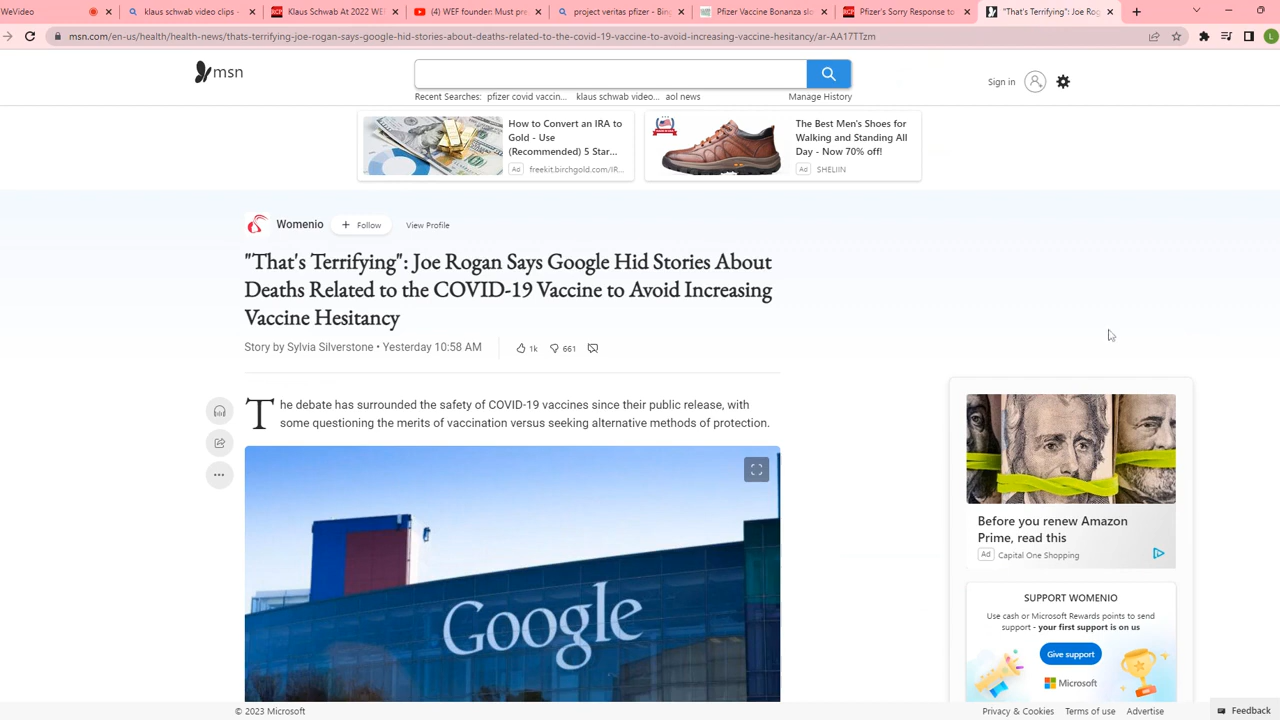 WeVideo
klaus schwab video clips -
Klaus Schwab At 2022 WEF
(4) WEF founder: Must pre
project veritas pfizer - Bing
Pfizer Vaccine Bonanza slo
Pfizer's Sorry Response to
"That's Terrifying": Joe Rog
msn.com/en-us/health/health-news/thats-terrifying-joe-rogan-says-google-hid-stories-about-deaths-related-to-the-covid-19-vaccine-to-avoid-increasing-vaccine-hesitancy/ar-AA17TTzm
L
msn
Sign in
Recent Searches: pfizer covid vaccin... klaus schwab video... aol news Manage History
How to Convert an IRA to
Gold - Use
(Recommended) 5 Star...
Ad freekit.birchgold.com/IR...
The Best Men's Shoes for
Walking and Standing All
Day - Now 70% off!
Ad SHELIIN
Womenio + Follow View Profile
"That's Terrifying": Joe Rogan Says Google Hid Stories About
Deaths Related to the COVID-19 Vaccine to Avoid Increasing
Vaccine Hesitancy
Story by Sylvia Silverstone • Yesterday 10:58 AM
1k 661
The debate has surrounded the safety of COVID-19 vaccines since their public release, with
some questioning the merits of vaccination versus seeking alternative methods of protection.
Google
Before you renew Amazon
Prime, read this
Ad Capital One Shopping
SUPPORT WOMENIO
Use cash or Microsoft Rewards points to send
support - your first support is on us
Give support
Microsoft
© 2023 Microsoft
Privacy & Cookies Terms of use Advertise
Feedback